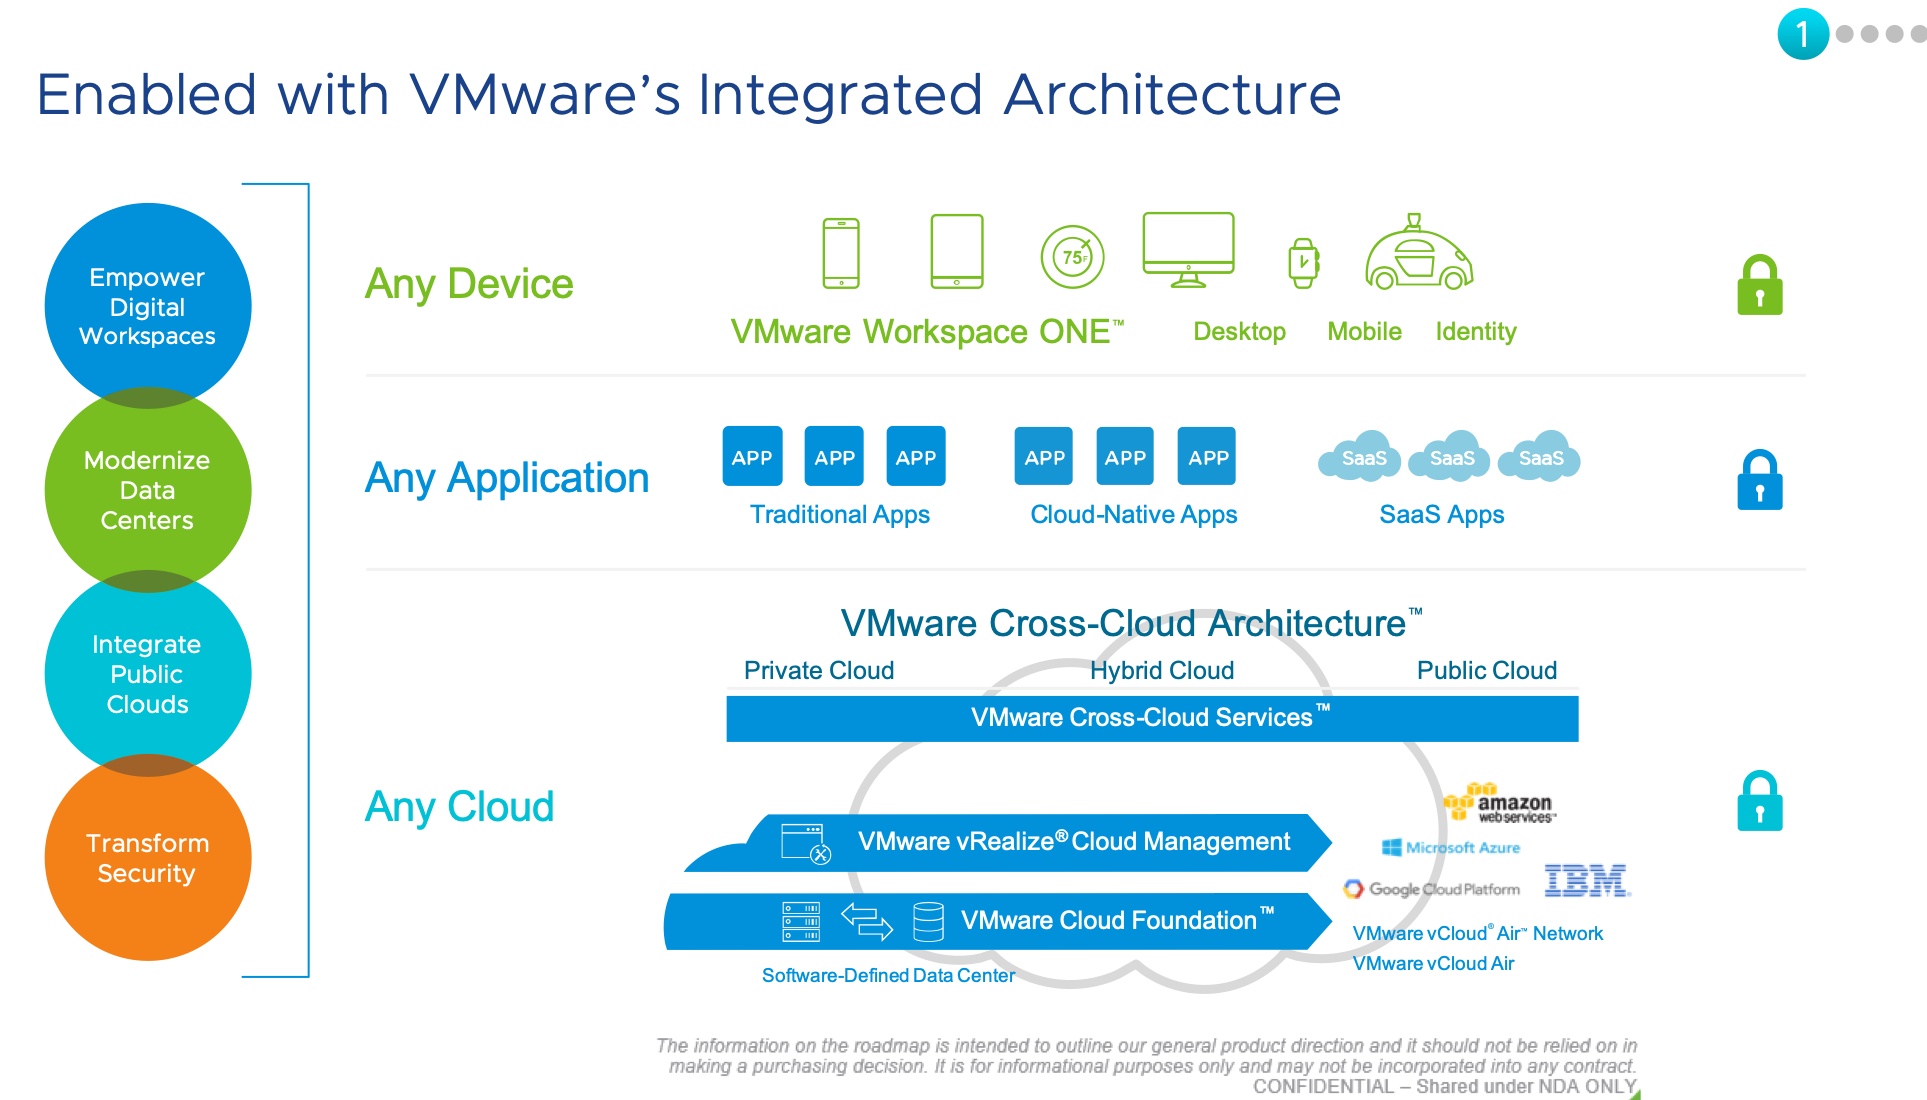 1
Enabled with VMware's Integrated Architecture
Empower
Digital
Workspaces
Modernize
Data
Centers
Integrate
Public
Clouds
Transform
Security
Any Device
75F
VMware Workspace ONE™
Desktop
Mobile
Identity
Any Application
APP
APP
APP
APP
APP
APP
SaaS
SaaS
SaaS
Traditional Apps
Cloud-Native Apps
SaaS Apps
Any Cloud
VMware Cross-Cloud Architecture™
Private Cloud
Hybrid Cloud
Public Cloud
VMware Cross-Cloud Services™
VMware vRealize® Cloud Management
VMware Cloud Foundation™
Software-Defined Data Center
amazon
webservices™
Microsoft Azure
Google Cloud Platform
IBM®
VMware vCloud® Air™ Network
VMware vCloud Air
The information on the roadmap is intended to outline our general product direction and it should not be relied on in
making a purchasing decision. It is for informational purposes only and may not be incorporated into any contract.
CONFIDENTIAL – Shared under NDA ONLY